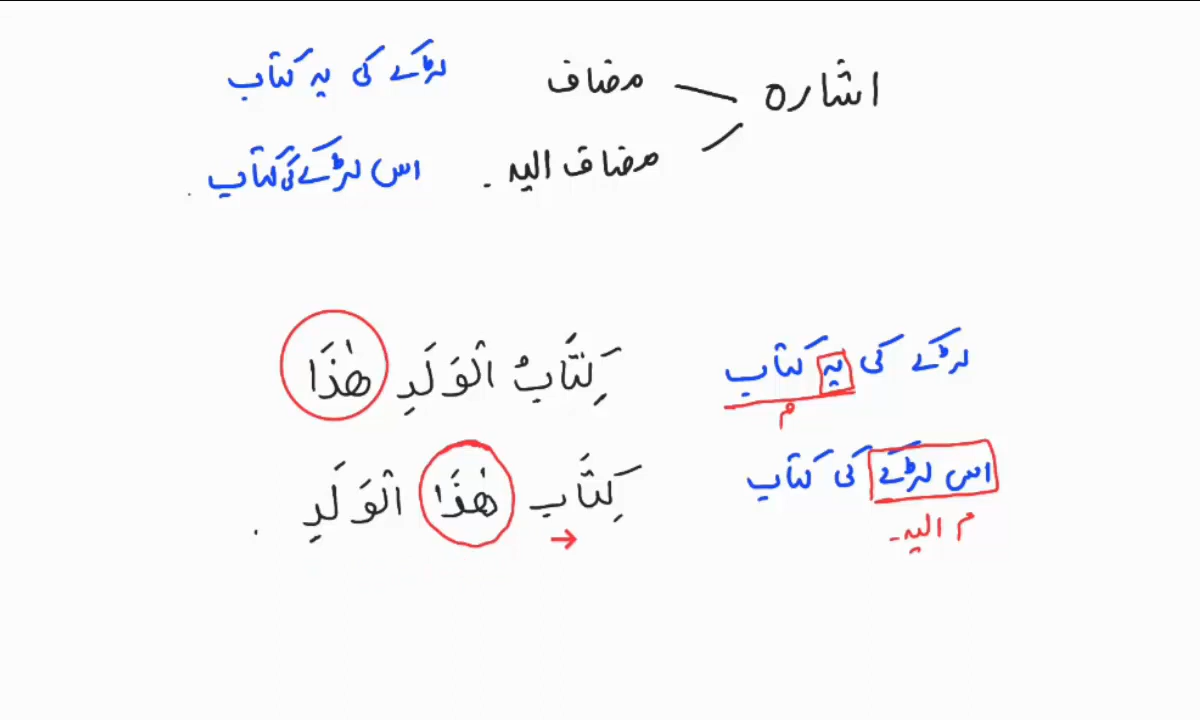 اشارہ
مضاف
لڑکے کی یہ کتاب
مضاف الیہ
اس لڑکے کی کتاب
لڑکے کی یہ کتاب
م
كِتَابُ الْوَلَدِ هٰذَا
اس لڑکے کی کتاب
م الیہ
كِتَاب هٰذَا الْوَلَدِ